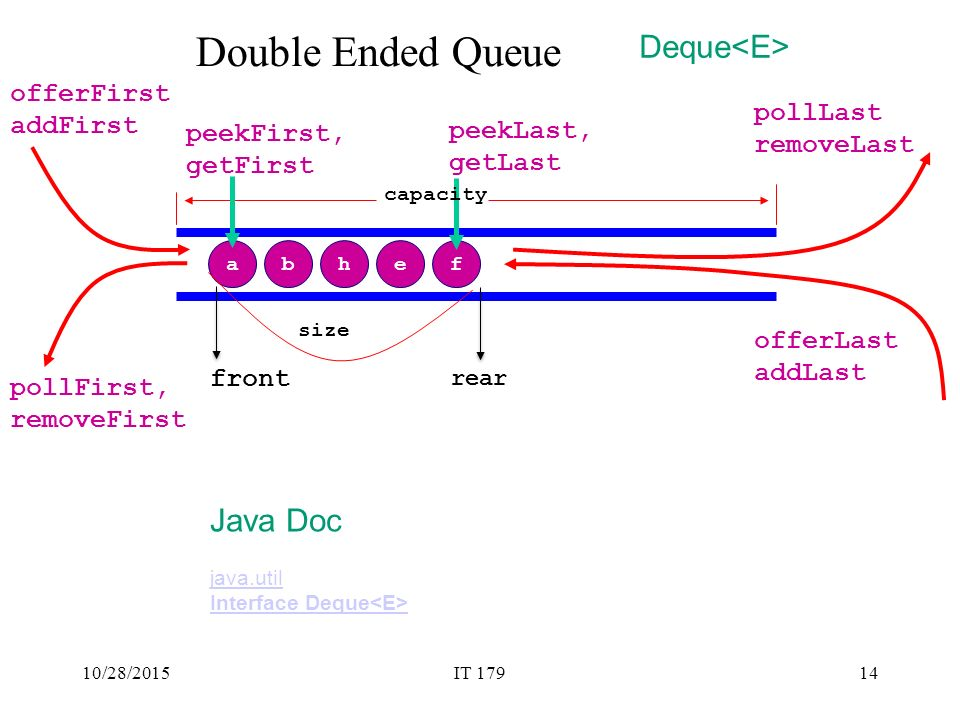 Double Ended Queue
Deque<E>
offerFirst
addFirst
peekFirst,
getFirst
peekLast,
getLast
pollLast
removeLast
capacity
a b h e f
size
front
rear
offerLast
addLast
pollFirst,
removeFirst
Java Doc
java.util
Interface Deque<E>
10/28/2015
IT 179
14